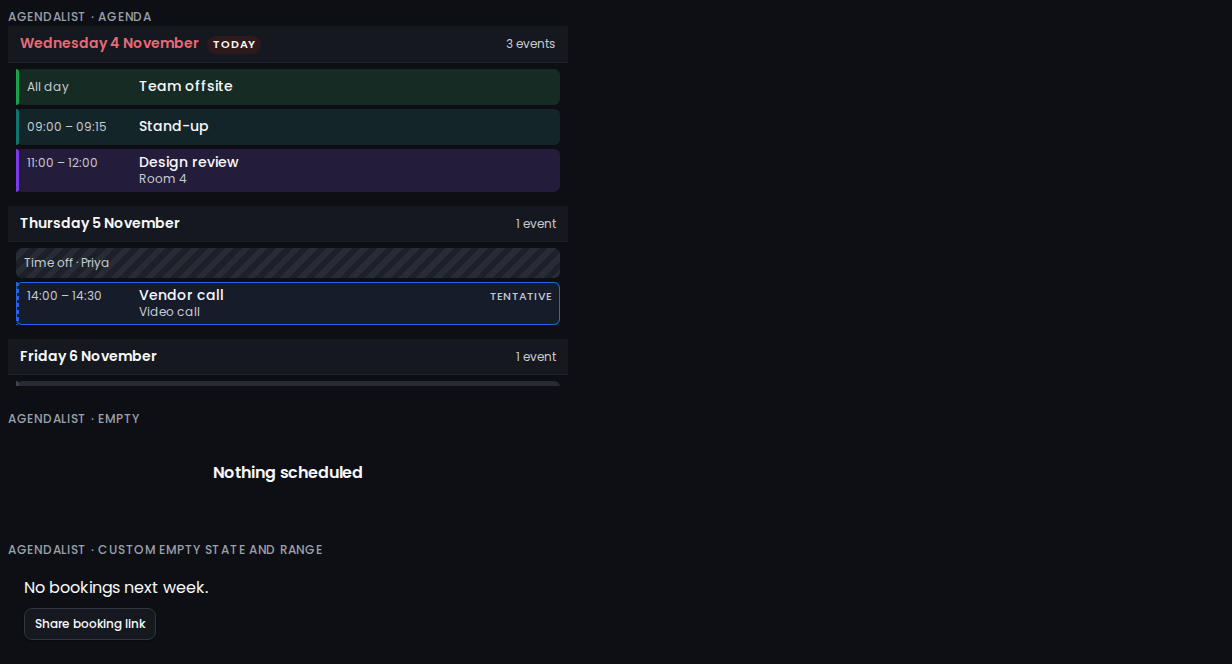 AGENDALIST · AGENDA
Wednesday 4 November TODAY 3 events
All day Team offsite
09:00 – 09:15 Stand-up
11:00 – 12:00 Design review
Room 4
Thursday 5 November 1 event
Time off · Priya
14:00 – 14:30 Vendor call TENTATIVE
Video call
Friday 6 November 1 event
AGENDALIST · EMPTY
Nothing scheduled
AGENDALIST · CUSTOM EMPTY STATE AND RANGE
No bookings next week.
Share booking link